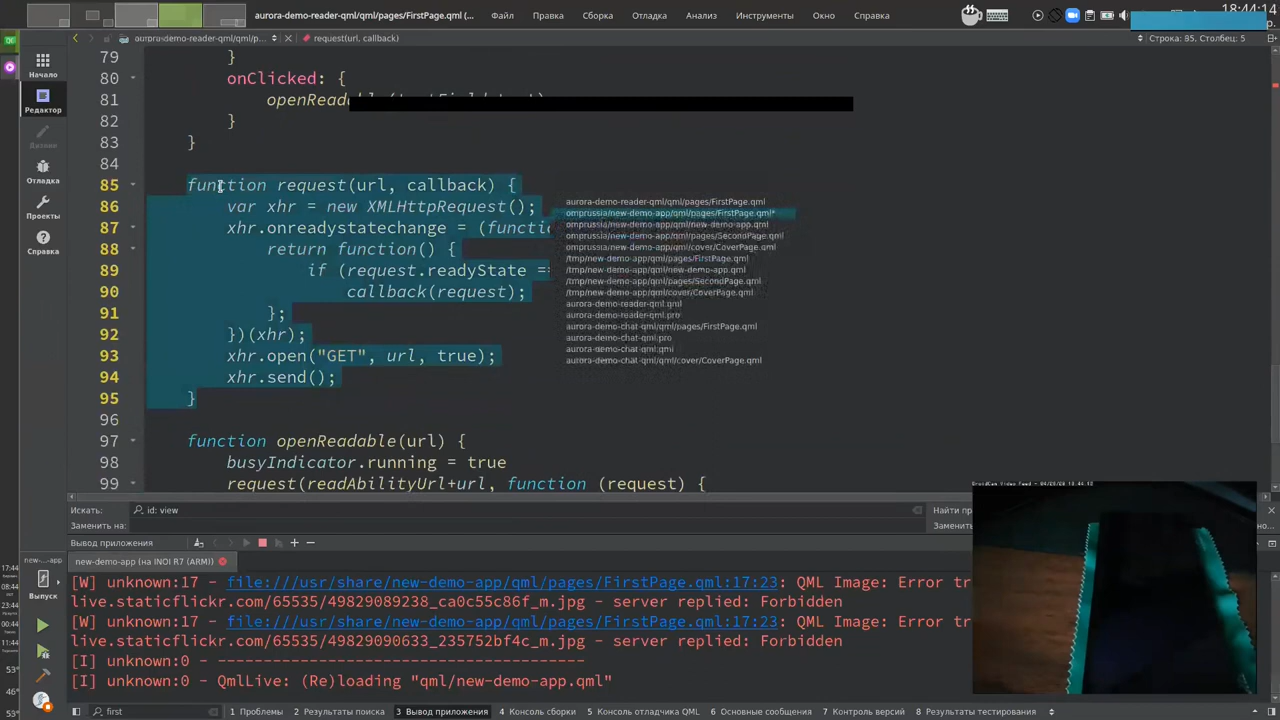 aurora-demo-reader-qml/qml/pages/FirstPage.qml (... Файл Правка Сборка Отладка Анализ Инструменты Окно Справка 18:44:14
request(url, callback) Строка: 95, Столбец: 5
Начало
Редактор
Дизайн
Отладка
Проекты
Справка
79 }
80 onClicked: {
81
82 }
83 }
84
85 function request(url, callback) {
86 var xhr = new XMLHttpRequest();
87 xhr.onreadystatechange = (functi
88 return function() {
89 if (request.readyState ==
90 callback(request);
91 };
92 })(xhr);
93 xhr.open("GET", url, true);
94 xhr.send();
95 }
96
97 function openReadable(url) {
98 busyIndicator.running = true
99 request(readAbilityUrl+url, function (request) {
aurora-demo-reader-qml/qml/pages/FirstPage.qml
omprussia/new-demo-app/qml/pages/FirstPage.qml*
omprussia/new-demo-app/qml/new-demo-app.qml
omprussia/new-demo-app/qml/pages/SecondPage.qml
omprussia/new-demo-app/qml/cover/CoverPage.qml
/tmp/new-demo-app/qml/pages/FirstPage.qml
/tmp/new-demo-app/qml/new-demo-app.qml
/tmp/new-demo-app/qml/pages/SecondPage.qml
/tmp/new-demo-app/qml/cover/CoverPage.qml
aurora-demo-reader-qml.qml
aurora-demo-reader-qml.pro
aurora-demo-chat-qml/qml/pages/FirstPage.qml
aurora-demo-chat-qml.pro
aurora-demo-chat-qml.qml
aurora-demo-chat-qml/qml/cover/CoverPage.qml
Искать: id: view
Заменить на:
Вывод приложения
new-demo-app (на INOI R7 (ARM))
[W] unknown:17 - file:///usr/share/new-demo-app/qml/pages/FirstPage.qml:17:23: QML Image: Error tr
live.staticflickr.com/65535/49829089238_ca0c55c86f_m.jpg - server replied: Forbidden
[W] unknown:17 - file:///usr/share/new-demo-app/qml/pages/FirstPage.qml:17:23: QML Image: Error tr
live.staticflickr.com/65535/49829090633_235752bf4c_m.jpg - server replied: Forbidden
[I] unknown:0 - ---------------------------------------
[I] unknown:0 - QmlLive: (Re)loading "qml/new-demo-app.qml"
new-...-app
Выпуск
first 1 Проблемы 2 Результаты поиска 3 Вывод приложения 4 Консоль сборки 5 Консоль отладчика QML 6 Основные сообщения 7 Контроль версий 8 Результаты тестирования